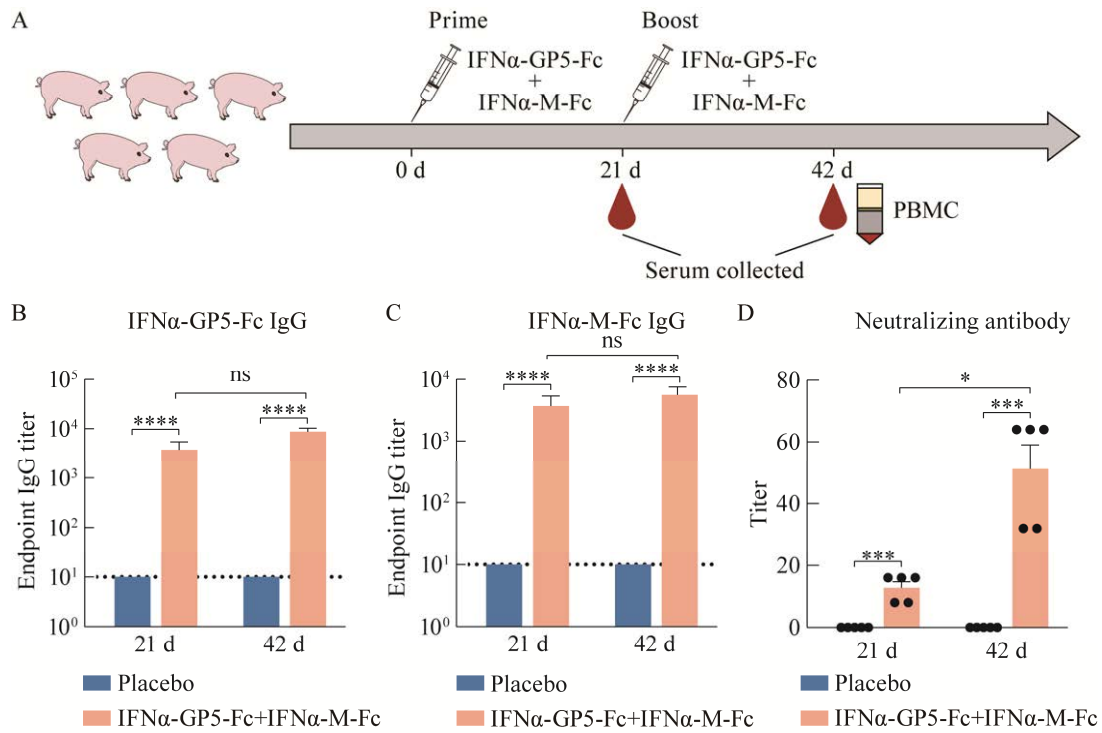 A
Prime
Boost
IFNα-GP5-Fc
+
IFNα-M-Fc
IFNα-GP5-Fc
+
IFNα-M-Fc
0 d
21 d
42 d
PBMC
Serum collected
B
IFNα-GP5-Fc IgG
ns
****
****
Endpoint IgG titer
10⁵
10⁴
10³
10²
10¹
10⁰
21 d
42 d
Placebo
IFNα-GP5-Fc+IFNα-M-Fc
C
IFNα-M-Fc IgG
ns
****
****
Endpoint IgG titer
10⁴
10³
10²
10¹
10⁰
21 d
42 d
Placebo
IFNα-GP5-Fc+IFNα-M-Fc
D
Neutralizing antibody
*
***
***
Titer
80
60
40
20
0
21 d
42 d
Placebo
IFNα-GP5-Fc+IFNα-M-Fc